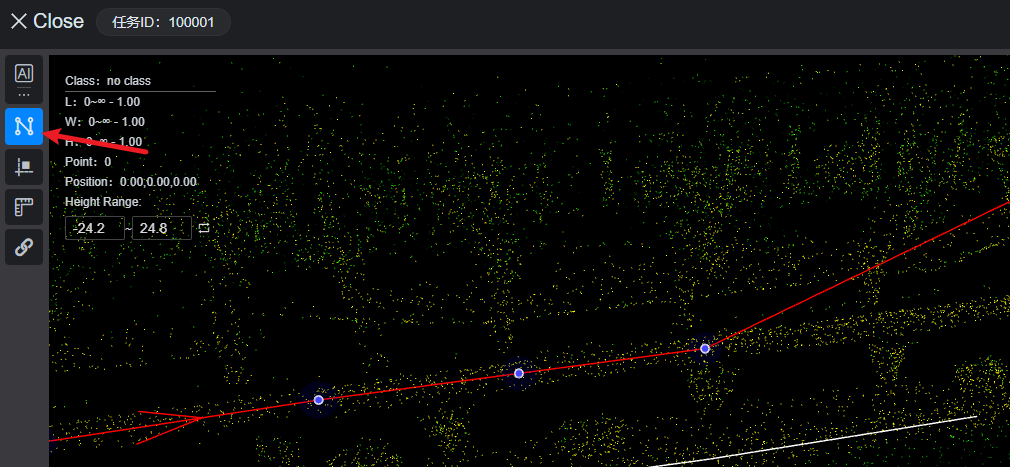 Close 任务ID：100001
AI
...
Class：no class
L：0~∞ - 1.00
W：0~∞ - 1.00
H：0~∞ - 1.00
Point：0
Position：0.00,0.00,0.00
Height Range:
-24.2 ~ 24.8